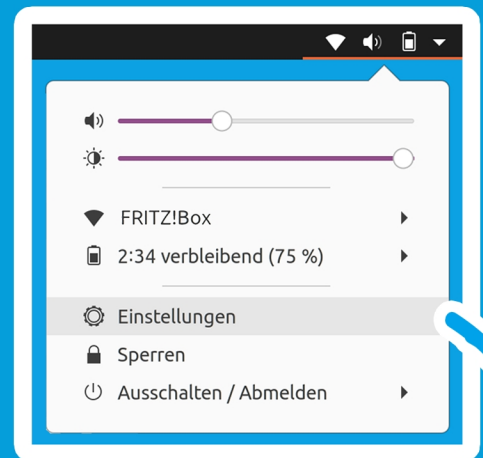 FRITZ!Box
2:34 verbleibend (75 %)
Einstellungen
Sperren
Ausschalten / Abmelden